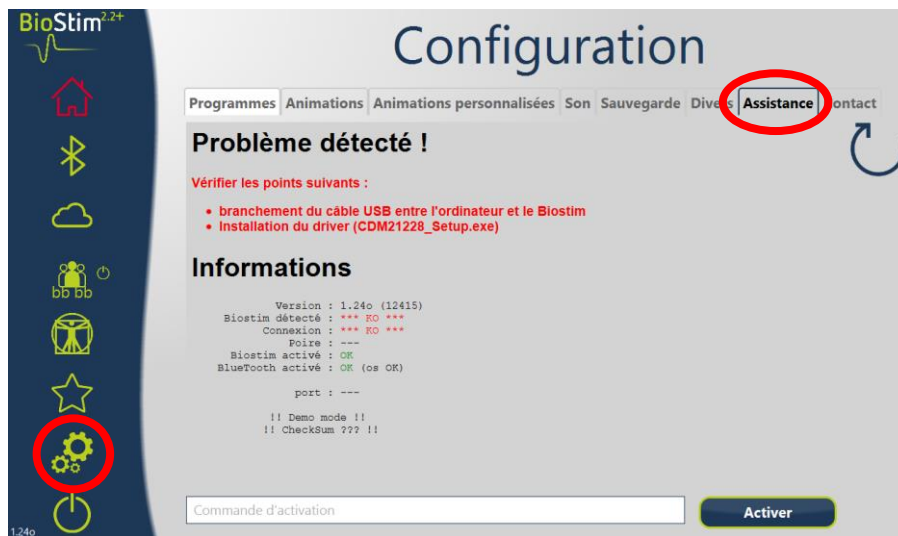 BioStim2.2+
Configuration
Programmes Animations Animations personnalisées Son Sauvegarde Divers Assistance Contact
Problème détecté !
Vérifier les points suivants :
• branchement du câble USB entre l'ordinateur et le Biostim
• Installation du driver (CDM21228_Setup.exe)
bb bb
Informations
Version : 1.24o (12415)
Biostim détecté : *** KO ***
Connexion : *** KO ***
Poire : ---
Biostim activé : OK
BlueTooth activé : OK (os OK)
port : ---
!! Demo mode !!
!! CheckSum ??? !!
Commande d'activation
Activer
1.24o